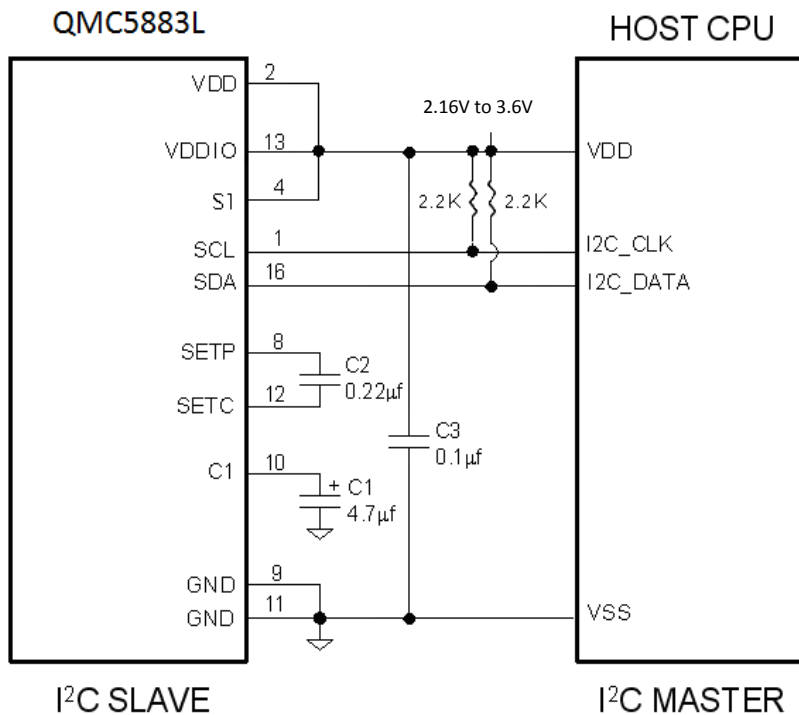 QMC5883L
HOST CPU
VDD 2
2.16V to 3.6V
VDDIO 13
VDD
S1 4
2.2K 2.2K
SCL 1
I2C_CLK
SDA 16
I2C_DATA
SETP 8
C2
0.22µf
SETC 12
C3
0.1µf
C1 10
+ C1
4.7µf
GND 9
GND 11
VSS
I²C SLAVE
I²C MASTER